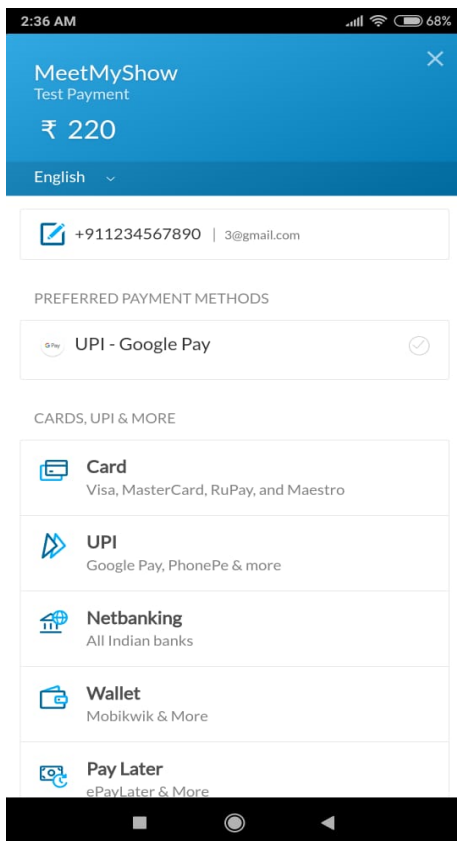 2:36 AM 68%
MeetMyShow
Test Payment
₹ 220
English
+911234567890 | 3@gmail.com
PREFERRED PAYMENT METHODS
G Pay UPI - Google Pay
CARDS, UPI & MORE
Card
Visa, MasterCard, RuPay, and Maestro
UPI
Google Pay, PhonePe & more
Netbanking
All Indian banks
Wallet
Mobikwik & More
Pay Later
ePayLater & More